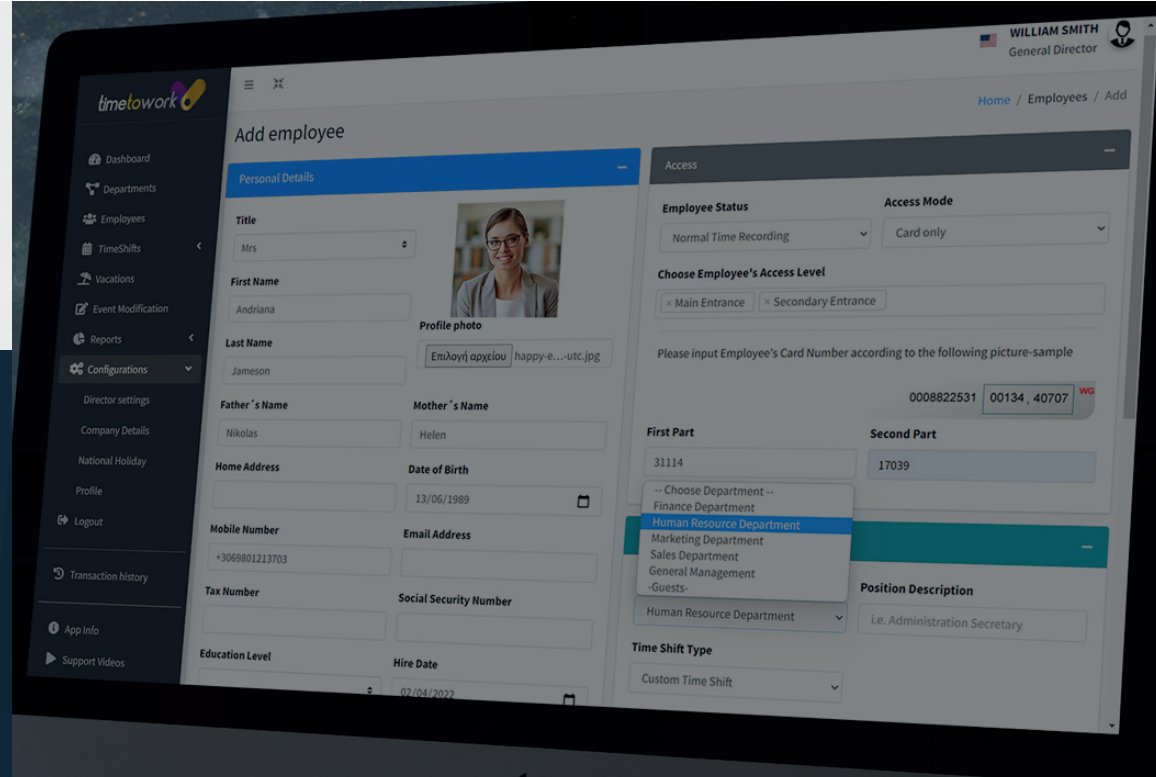 WILLIAM SMITH
General Director
timetowork
Home / Employees / Add
Dashboard
Departments
Employees
TimeShifts
Vacations
Event Modification
Reports
Configurations
Director settings
Company Details
National Holiday
Profile
Logout
Transaction history
App Info
Support Videos
Add employee
Personal Details
Title
Mrs
First Name
Andriana
Profile photo
Επιλογή αρχείου happy-e...-utc.jpg
Last Name
Jameson
Father´s Name
Mother´s Name
Nikolas
Helen
Home Address
Date of Birth
13/06/1989
Mobile Number
Email Address
+3069801213703
Tax Number
Social Security Number
Education Level
Hire Date
02/04/2022
Access
Employee Status
Access Mode
Normal Time Recording
Card only
Choose Employee's Access Level
× Main Entrance × Secondary Entrance
Please input Employee's Card Number according to the following picture-sample
0008822531 00134 , 40707 WG
First Part
Second Part
31114
17039
-- Choose Department --
Finance Department
Human Resource Department
Marketing Department
Sales Department
General Management
-Guests-
Human Resource Department
Position Description
i.e. Administration Secretary
Time Shift Type
Custom Time Shift